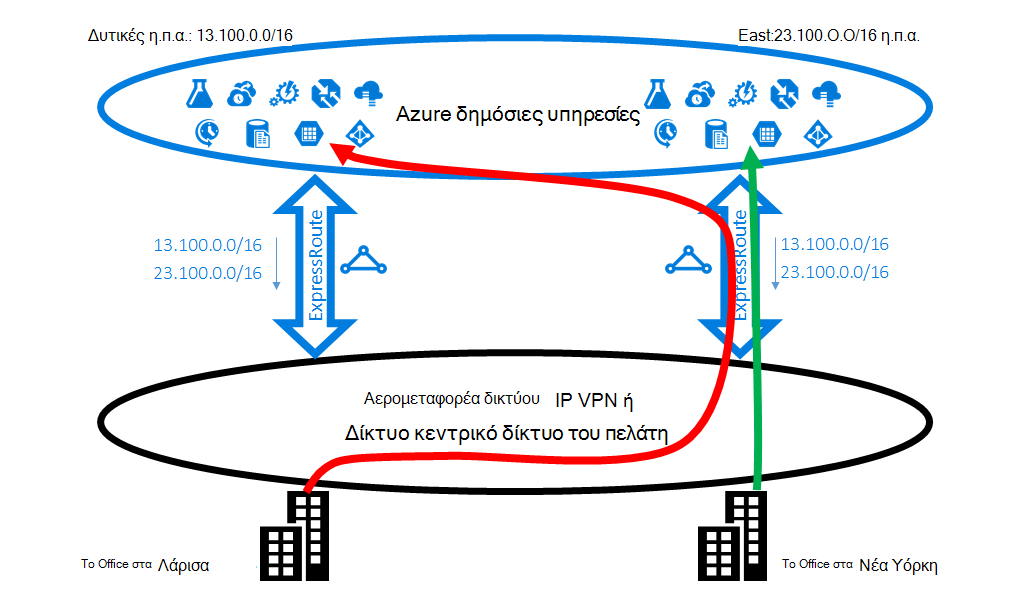 Δυτικές η.π.α.: 13.100.0.0/16
East:23.100.O.O/16 η.π.α.
Azure δημόσιες υπηρεσίες
ExpressRoute
13.100.0.0/16
23.100.0.0/16
ExpressRoute
13.100.0.0/16
23.100.0.0/16
Αερομεταφορέα δικτύου IP VPN ή
Δίκτυο κεντρικό δίκτυο του πελάτη
Το Office στα Λάρισα
Το Office στα Νέα Υόρκη